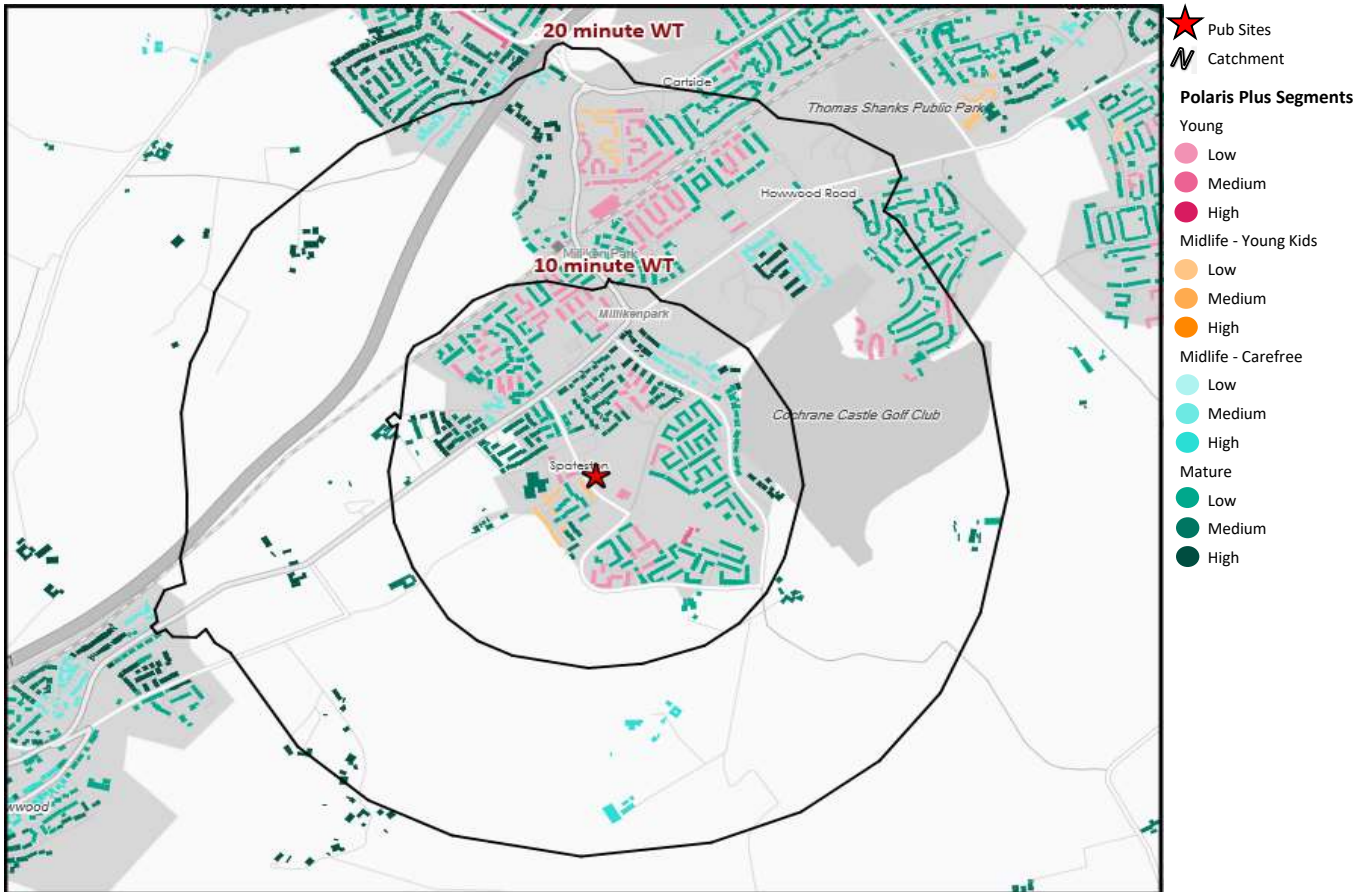 20 minute WT
Cartside
Thomas Shanks Public Park
Howwood Road
Milliken Park
10 minute WT
Millikenpark
Cochrane Castle Golf Club
Spateston
wwood
Pub Sites
Catchment
Polaris Plus Segments
Young
Low
Medium
High
Midlife - Young Kids
Low
Medium
High
Midlife - Carefree
Low
Medium
High
Mature
Low
Medium
High